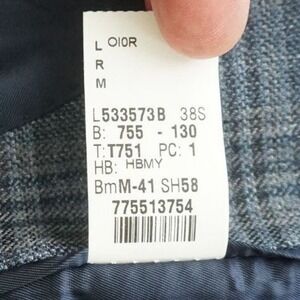 L OIOR
R
M
L533573B 38S
B: 755 - 130
T: T751 PC: 1
HB: HBMY
BmM-41 SH58
775513754